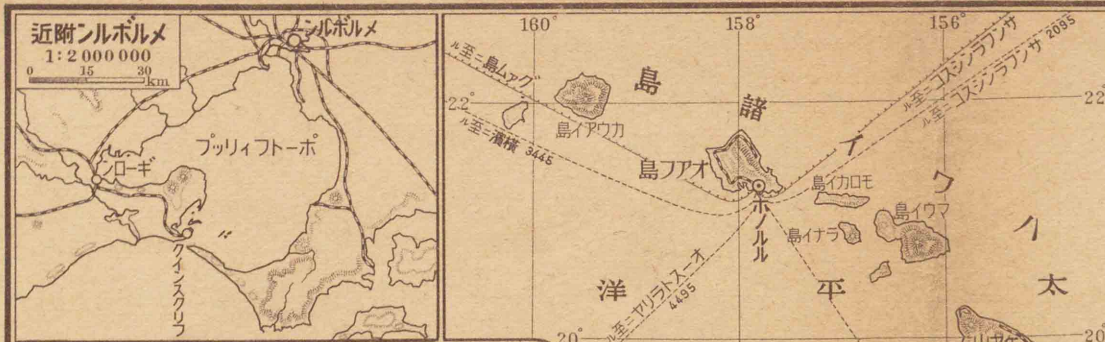 メルボルン附近
1:2000000
0 15 30 km
メルボルン
ポートフィリップ
ギーロン
クインスクリフ
160° 158° 156°
22° 22°
20° 20°
ハワイ諸島
太平洋
グァム島ニ至ル
横濱ニ至ル 3445
サンフランシスコニ至ル
サンフランシスコニ至ル 2095
オーストラリヤニ至ル 4495
カウアイ島
オアフ島
ホノルル
モロカイ島
ラナイ島
マウイ島